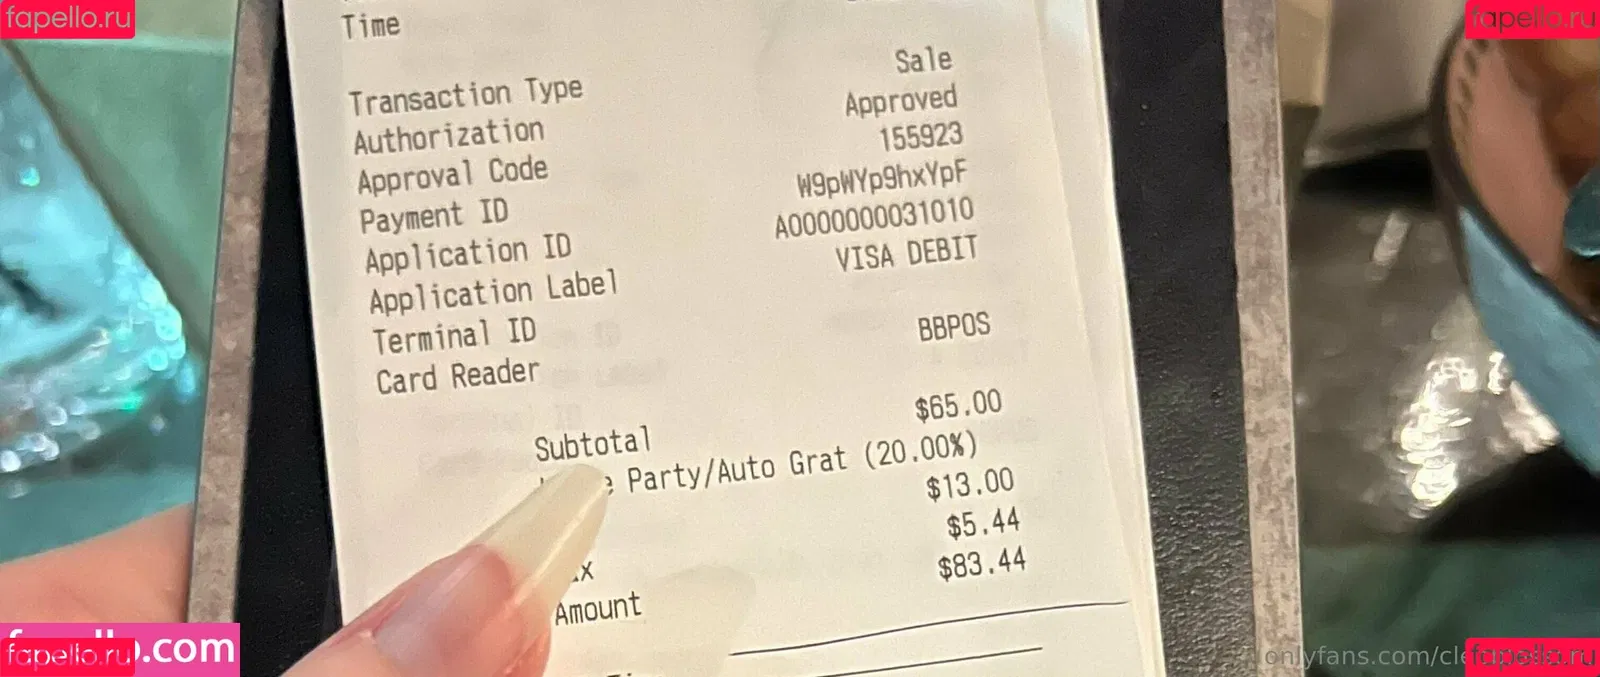 fapello.ru
fapello.ru
Time
Transaction Type Sale
Authorization Approved
Approval Code 155923
Payment ID W9pWYp9hxYpF
Application ID A0000000031010
Application Label VISA DEBIT
Terminal ID
Card Reader BBPOS
Subtotal $65.00
Party/Auto Grat (20.00%)
$13.00
$5.44
Amount $83.44
fapello.ru
.com
onlyfans.com/cle
fapello.ru